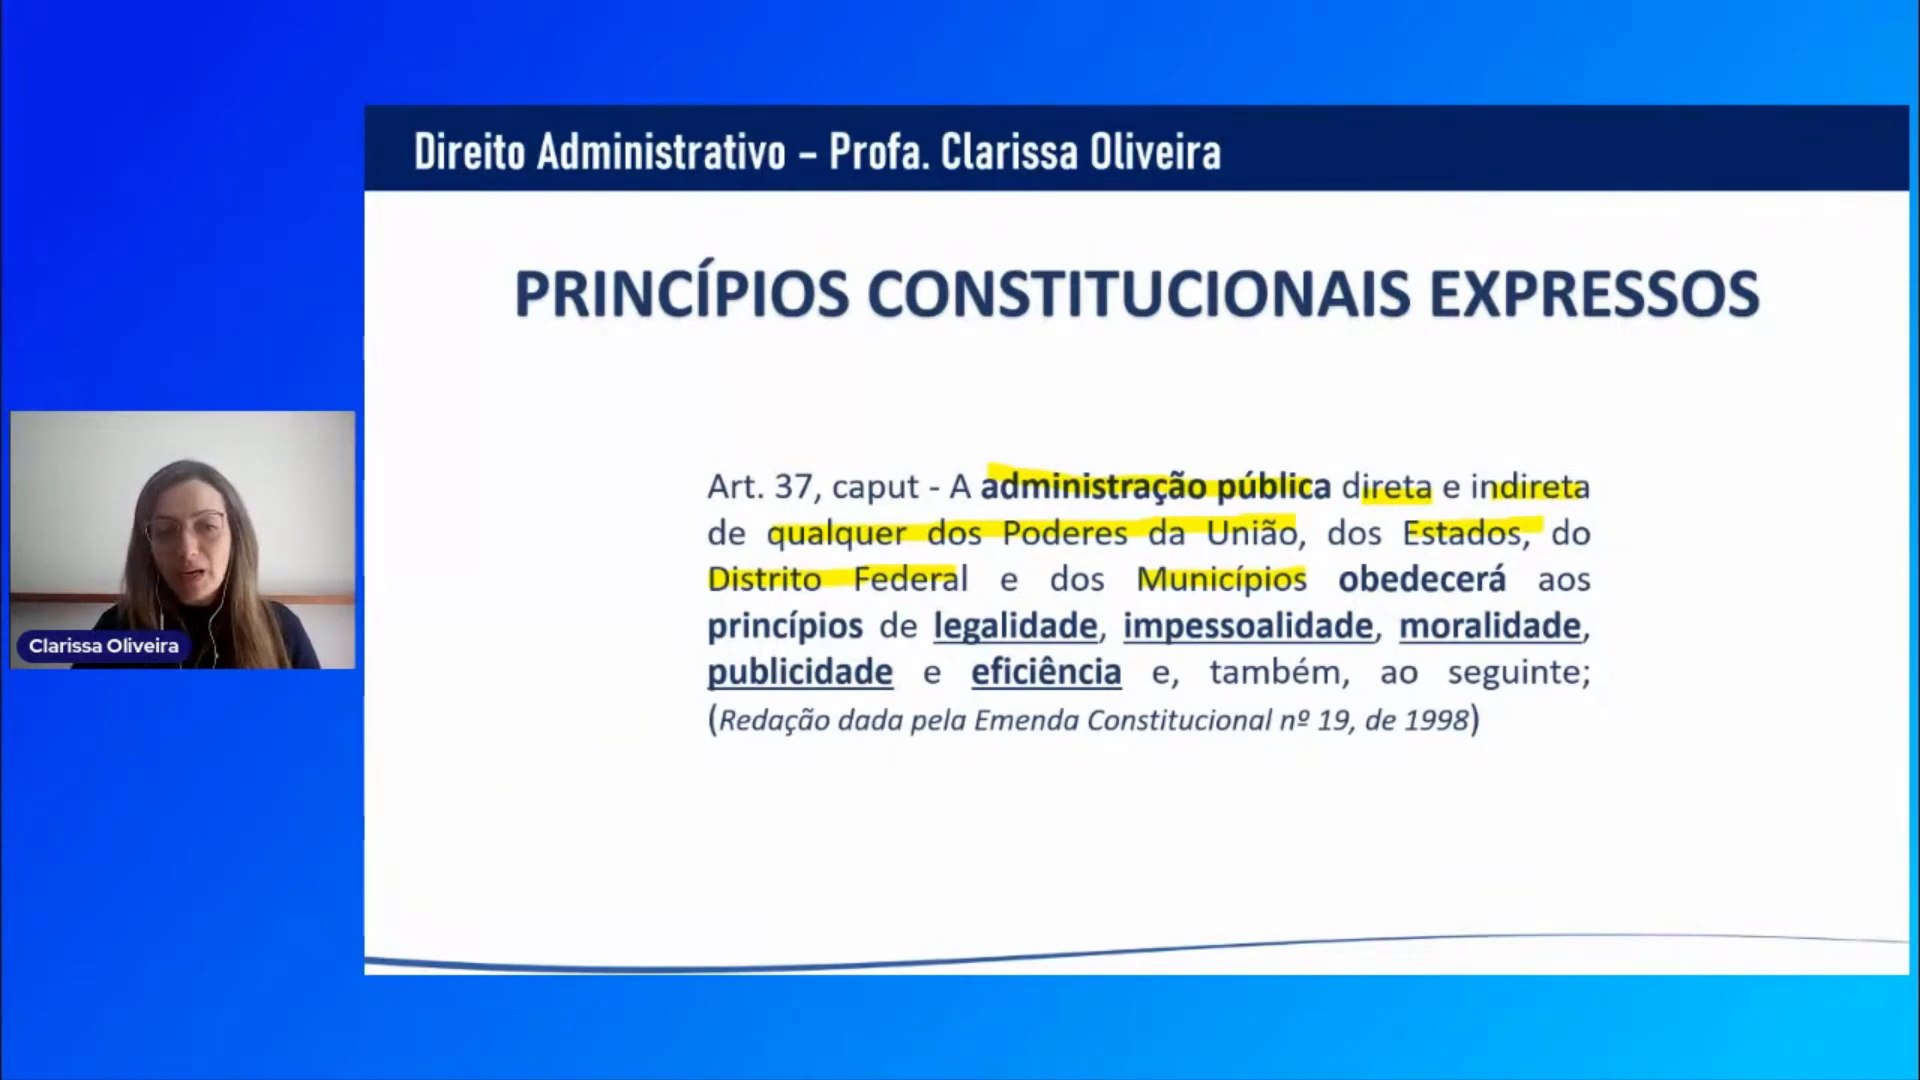 Direito Administrativo – Profa. Clarissa Oliveira
PRINCÍPIOS CONSTITUCIONAIS EXPRESSOS
Art. 37, caput - A administração pública direta e indireta
de qualquer dos Poderes da União, dos Estados, do
Distrito Federal e dos Municípios obedecerá aos
princípios de legalidade, impessoalidade, moralidade,
publicidade e eficiência e, também, ao seguinte;
(Redação dada pela Emenda Constitucional nº 19, de 1998)
Clarissa Oliveira